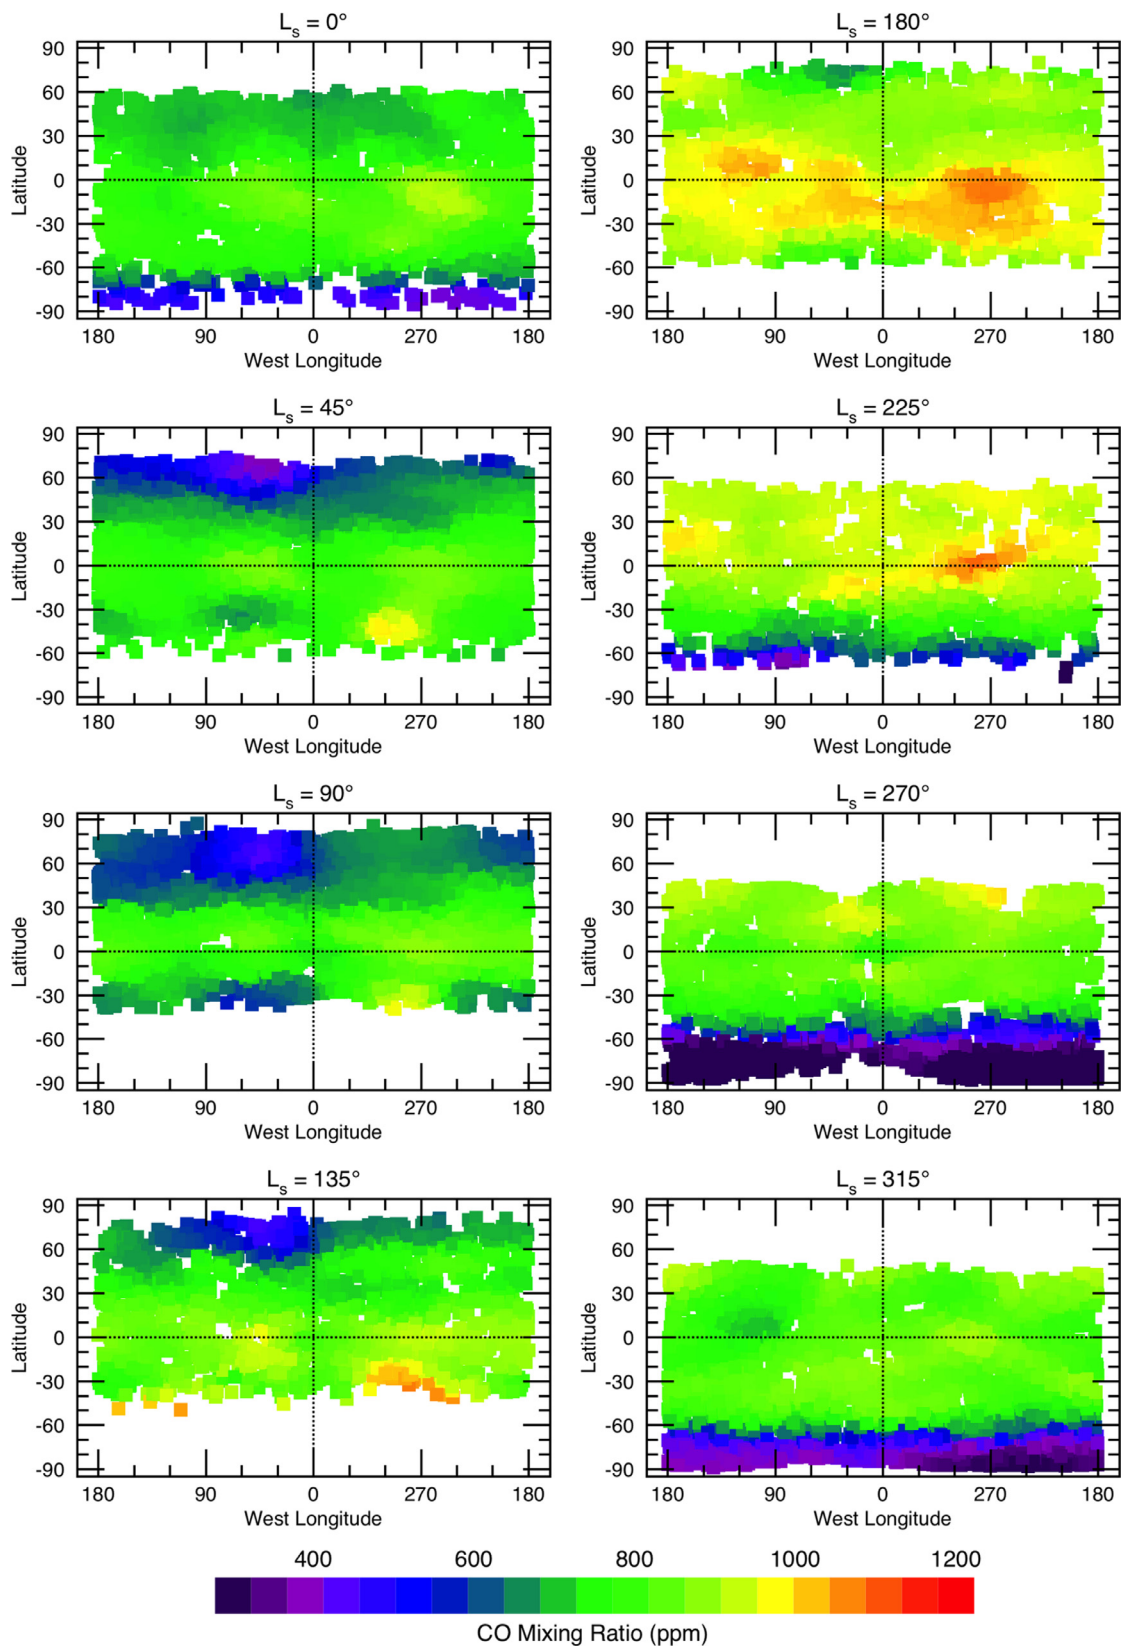 Ls = 0°
Latitude
90
60
30
0
-30
-60
-90
180 90 0 270 180
West Longitude
Ls = 180°
Latitude
90
60
30
0
-30
-60
-90
180 90 0 270 180
West Longitude
Ls = 45°
Latitude
90
60
30
0
-30
-60
-90
180 90 0 270 180
West Longitude
Ls = 225°
Latitude
90
60
30
0
-30
-60
-90
180 90 0 270 180
West Longitude
Ls = 90°
Latitude
90
60
30
0
-30
-60
-90
180 90 0 270 180
West Longitude
Ls = 270°
Latitude
90
60
30
0
-30
-60
-90
180 90 0 270 180
West Longitude
Ls = 135°
Latitude
90
60
30
0
-30
-60
-90
180 90 0 270 180
West Longitude
Ls = 315°
Latitude
90
60
30
0
-30
-60
-90
180 90 0 270 180
West Longitude
400 600 800 1000 1200
CO Mixing Ratio (ppm)